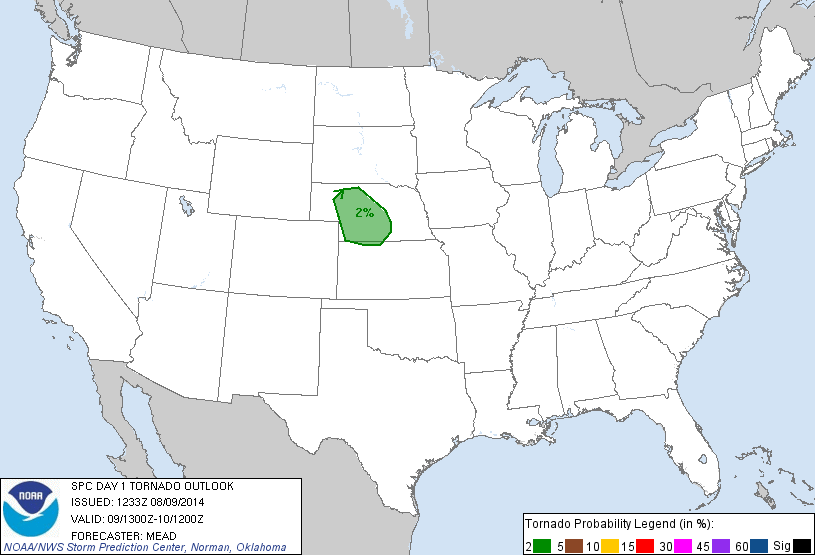 2%
NOAA
SPC DAY 1 TORNADO OUTLOOK
ISSUED: 1233Z 08/09/2014
VALID: 09/1300Z-10/1200Z
FORECASTER: MEAD
NOAA/NWS Storm Prediction Center, Norman, Oklahoma
Tornado Probability Legend (in %):
2 5 10 15 30 45 60 Sig